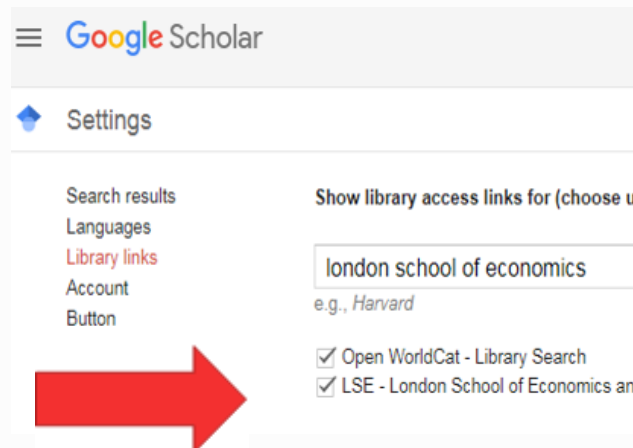 Google Scholar
Settings
Search results
Languages
Library links
Account
Button
Show library access links for (choose
london school of economics
e.g., Harvard
Open WorldCat - Library Search
LSE - London School of Economics